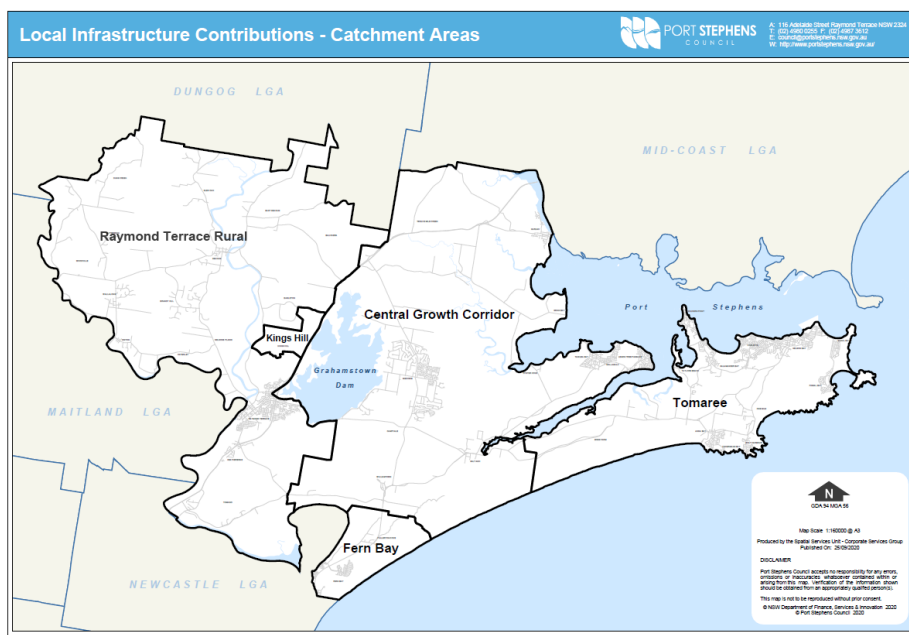 Local Infrastructure Contributions - Catchment Areas
PORT STEPHENS
COUNCIL
A: 116 Adelaide Street Raymond Terrace NSW 2324
T: (02) 4980 0255 F: (02) 4987 3612
E: council@portstephens.nsw.gov.au
W: http://www.portstephens.nsw.gov.au/
DUNGOG LGA
MID-COAST LGA
Raymond Terrace Rural
Port Stephens
Central Growth Corridor
Kings Hill
Grahamstown
Dam
Tomaree
MAITLAND LGA
Fern Bay
NEWCASTLE LGA
N
GDA 94 MGA 56
Map Scale 1:160000 @ A3
Produced by the Spatial Services Unit - Corporate Services Group
Published On: 28/09/2020
DISCLAIMER
Port Stephens Council accepts no responsibility for any errors,
omissions or inaccuracies whatsoever contained within or
arising from this map. Verification of the information shown
should be obtained from an appropriately qualified person(s).
This map is not to be reproduced without prior consent.
© NSW Department of Finance, Services & Innovation 2020
© Port Stephens Council 2020